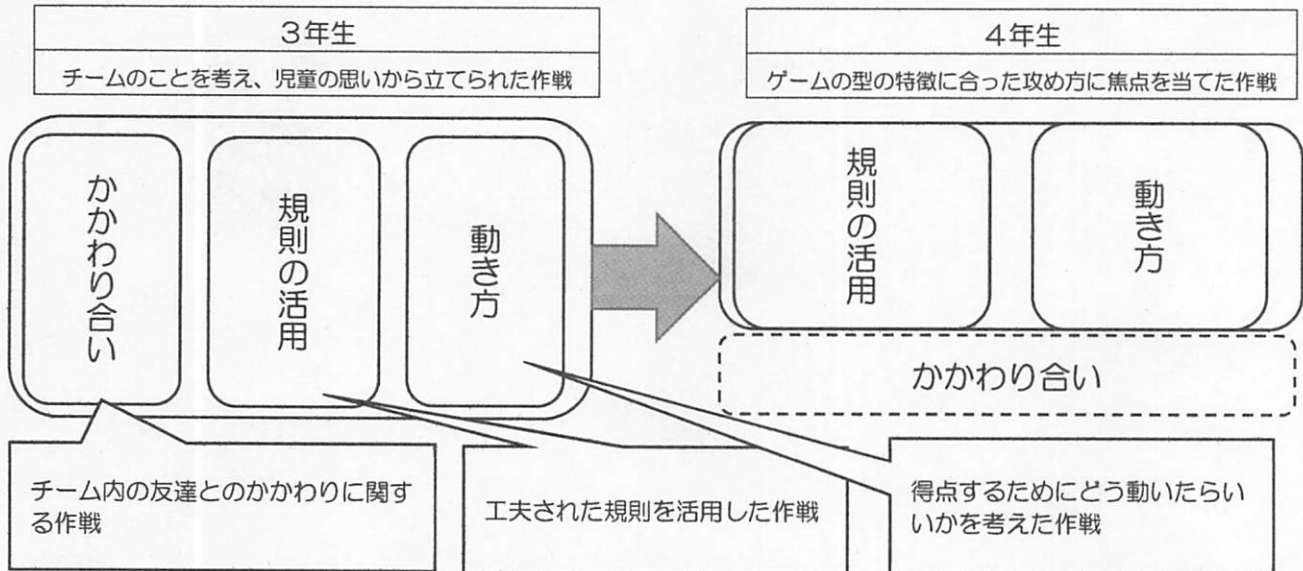 3年生
チームのことを考え、児童の思いから立てられた作戦
4年生
ゲームの型の特徴に合った攻め方に焦点を当てた作戦
かかわり合い
規則の活用
動き方
規則の活用
動き方
かかわり合い
チーム内の友達とのかかわりに関す
る作戦
工夫された規則を活用した作戦
得点するためにどう動いたらい
いかを考えた作戦